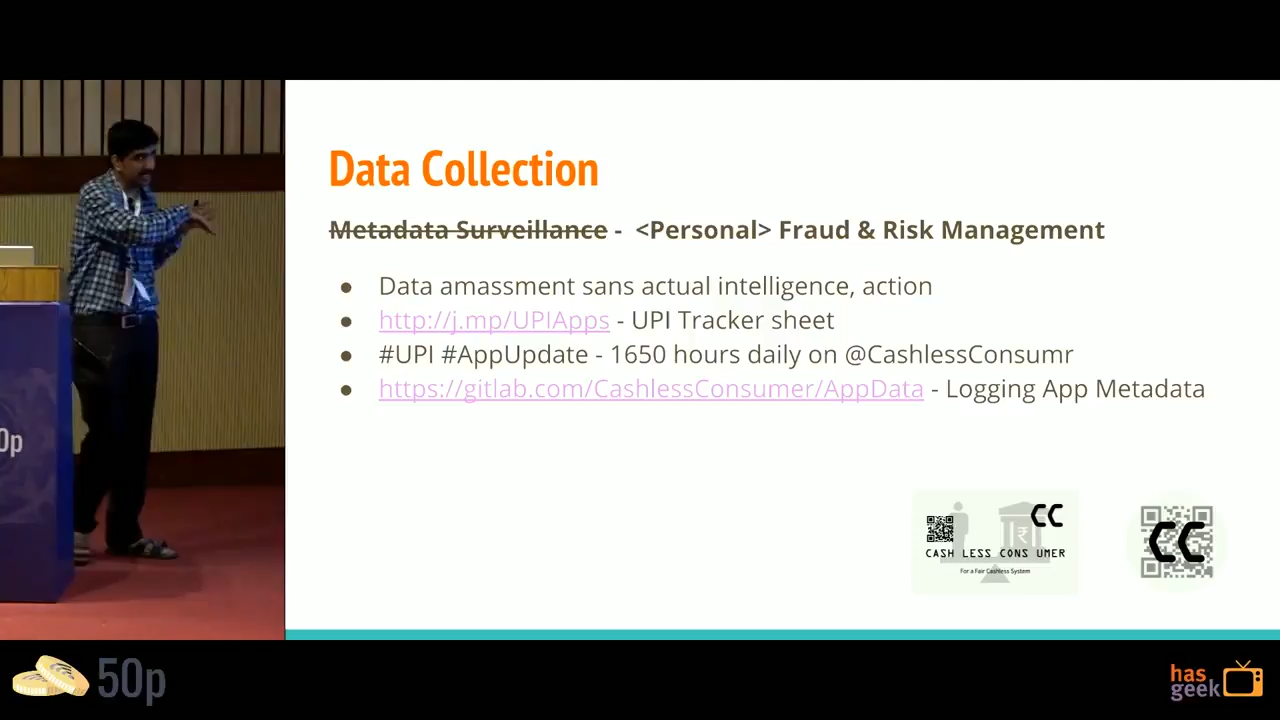 Data Collection
Metadata Surveillance - <Personal> Fraud & Risk Management
● Data amassment sans actual intelligence, action
● http://j.mp/UPIApps - UPI Tracker sheet
● #UPI #AppUpdate - 1650 hours daily on @CashlessConsumr
● https://gitlab.com/CashlessConsumer/AppData - Logging App Metadata
0p
CC
CASH LESS CONS UMER
For a Fair Cashless System
CC
50p
has
geek